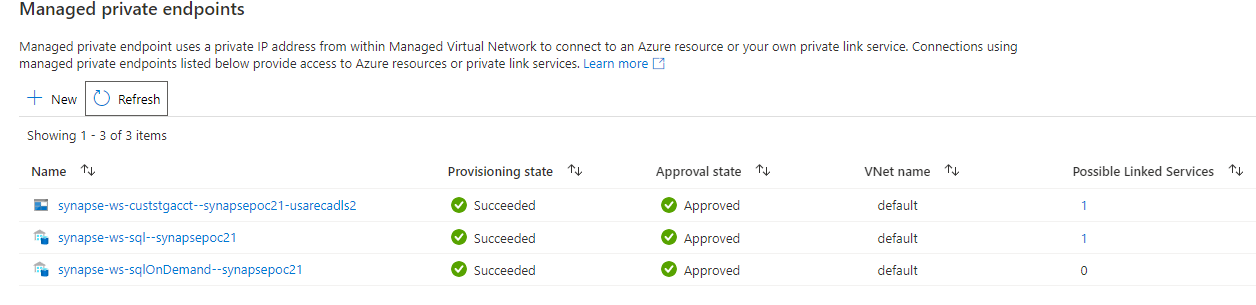 Managed private endpoints
Managed private endpoint uses a private IP address from within Managed Virtual Network to connect to an Azure resource or your own private link service. Connections using
managed private endpoints listed below provide access to Azure resources or private link services. Learn more
New Refresh
Showing 1 - 3 of 3 items
Name Provisioning state Approval state VNet name Possible Linked Services
synapse-ws-custstgacct--synapsepoc21-usarecadls2 Succeeded Approved default 1
synapse-ws-sql--synapsepoc21 Succeeded Approved default 1
synapse-ws-sqlOnDemand--synapsepoc21 Succeeded Approved default 0